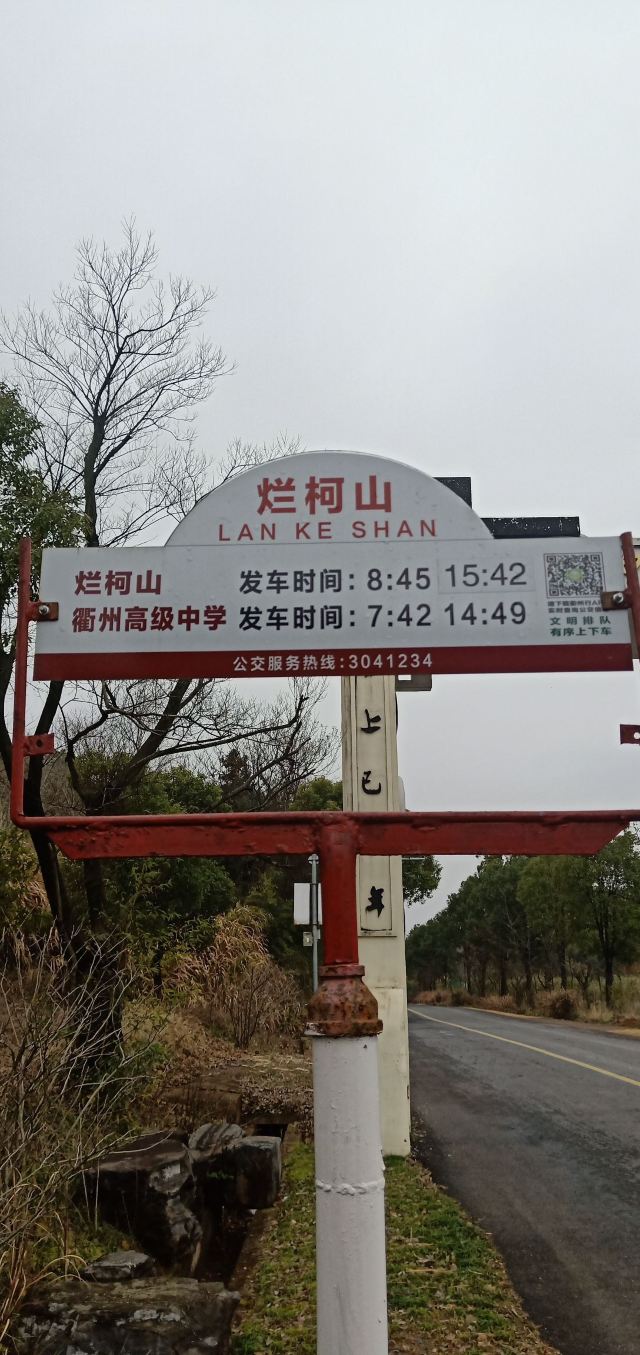 烂柯山
LAN KE SHAN
烂柯山 发车时间:8:45 15:42
衢州高级中学 发车时间:7:42 14:49
文明排队
有序上下车
公交服务热线:3041234
上
已
年